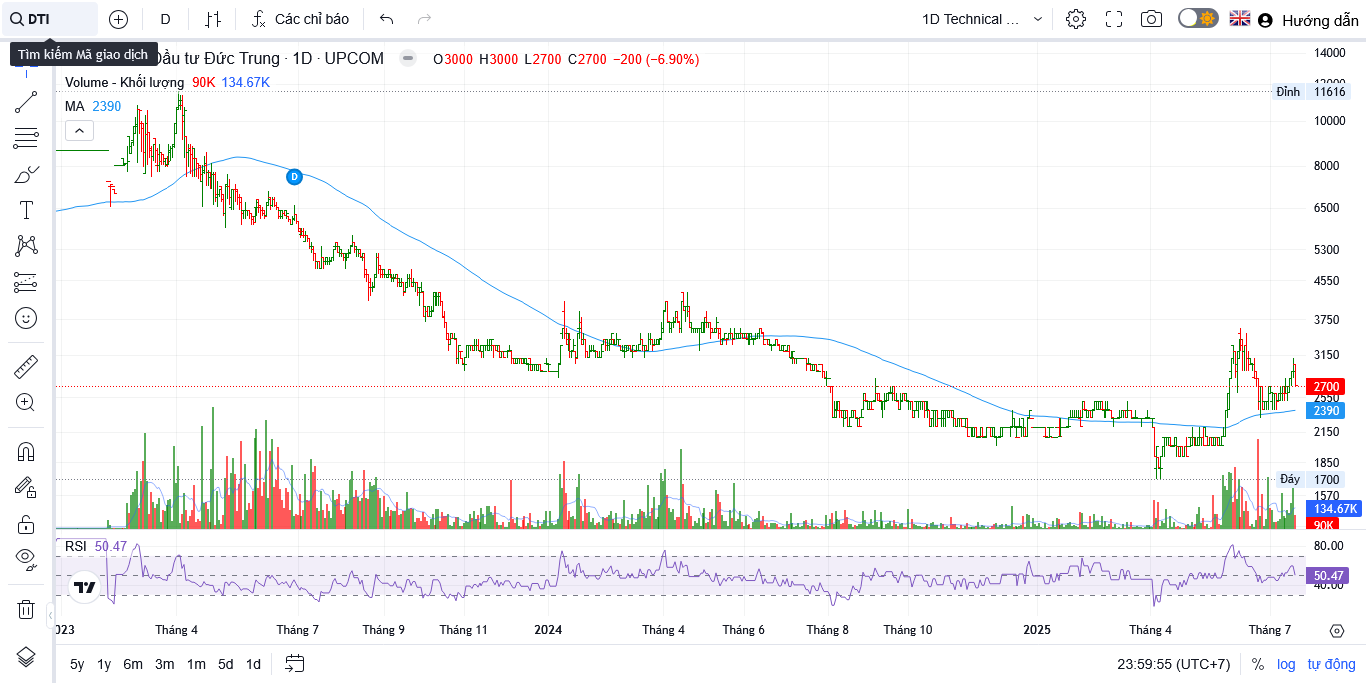 DTI
D
Các chỉ báo
1D Technical ...
Hướng dẫn
Tìm kiếm Mã giao dịch
Đầu tư Đức Trung · 1D · UPCOM
O3000 H3000 L2700 C2700 −200 (−6.90%)
Volume - Khối lượng 90K 134.67K
MA 2390
D
14000
12000
Đỉnh 11616
10000
8000
6500
5300
4550
3750
3150
2700
2550
2390
2150
1850
Đáy 1700
1570
134.67K
90K
RSI 50.47
80.00
50.47
40.00
2023
Tháng 4
Tháng 7
Tháng 9
Tháng 11
2024
Tháng 4
Tháng 6
Tháng 8
Tháng 10
2025
Tháng 4
Tháng 7
5y 1y 6m 3m 1m 5d 1d
23:59:55 (UTC+7)
% log tự động